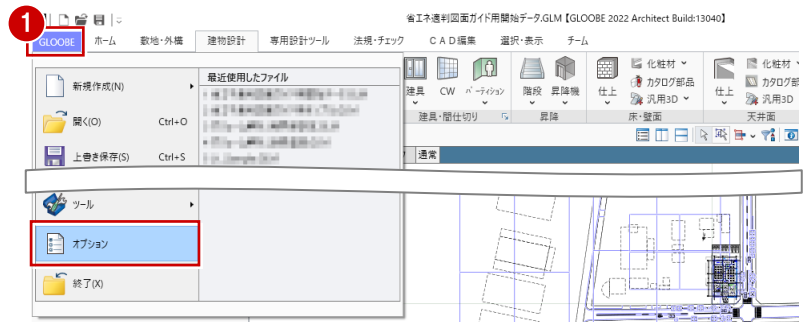 省エネ適判図面ガイド用開始データ.GLM【GLOOBE 2022 Architect Build:13040】
1
GLOOBE ホーム 敷地・外構 建物設計 専用設計ツール 法規・チェック CAD編集 選択・表示 チーム
新規作成(N)
開く(O) Ctrl+O
上書き保存(S) Ctrl+S
ツール
オプション
終了(X)
最近使用したファイル
建具 CW パーテイション 階段 昇降機 仕上 化粧材 カタログ部品 汎用3D 仕上 化粧材 カタログ部 汎用3D
建具・間仕切り 昇降 床・壁面 天井面
通常